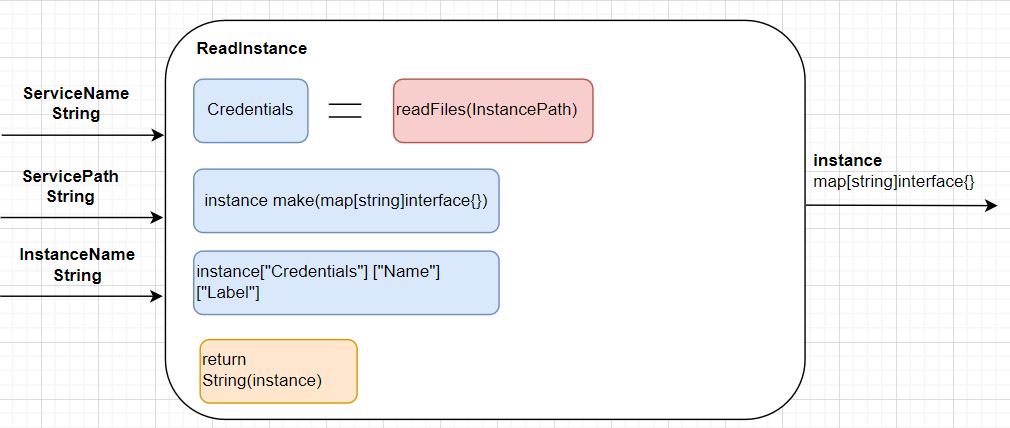 ReadInstance
ServiceName
String
Credentials
readFiles(InstancePath)
ServicePath
String
instance make(map[string]interface{})
instance
map[string]interface{}
InstanceName
String
instance["Credentials"] ["Name"]
["Label"]
return
String(instance)